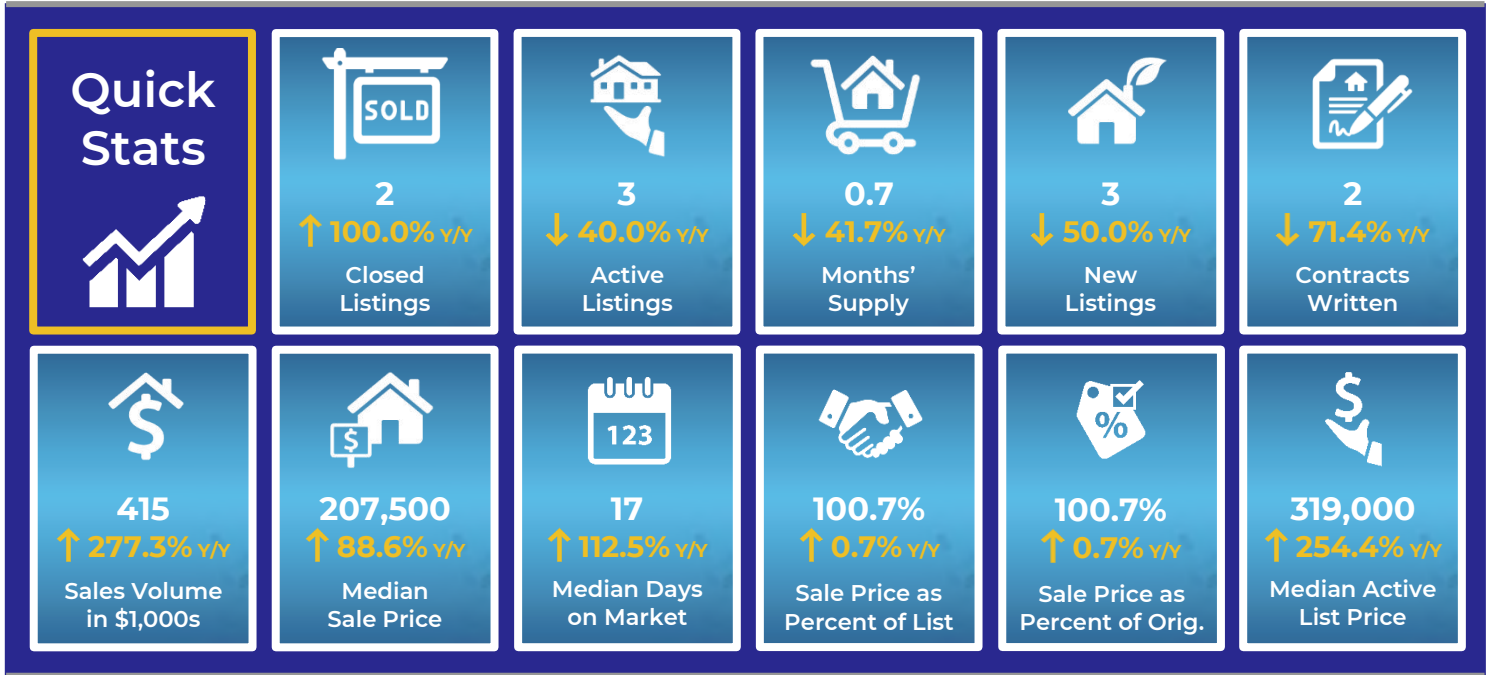 Quick
Stats
SOLD
2
↑ 100.0% Y/Y
Closed
Listings
3
↓ 40.0% Y/Y
Active
Listings
0.7
↓ 41.7% Y/Y
Months’
Supply
3
↓ 50.0% Y/Y
New
Listings
2
↓ 71.4% Y/Y
Contracts
Written
$
415
↑ 277.3% Y/Y
Sales Volume
in $1,000s
$
207,500
↑ 88.6% Y/Y
Median
Sale Price
123
17
↑ 112.5% Y/Y
Median Days
on Market
100.7%
↑ 0.7% Y/Y
Sale Price as
Percent of List
%
100.7%
↑ 0.7% Y/Y
Sale Price as
Percent of Orig.
$
319,000
↑ 254.4% Y/Y
Median Active
List Price